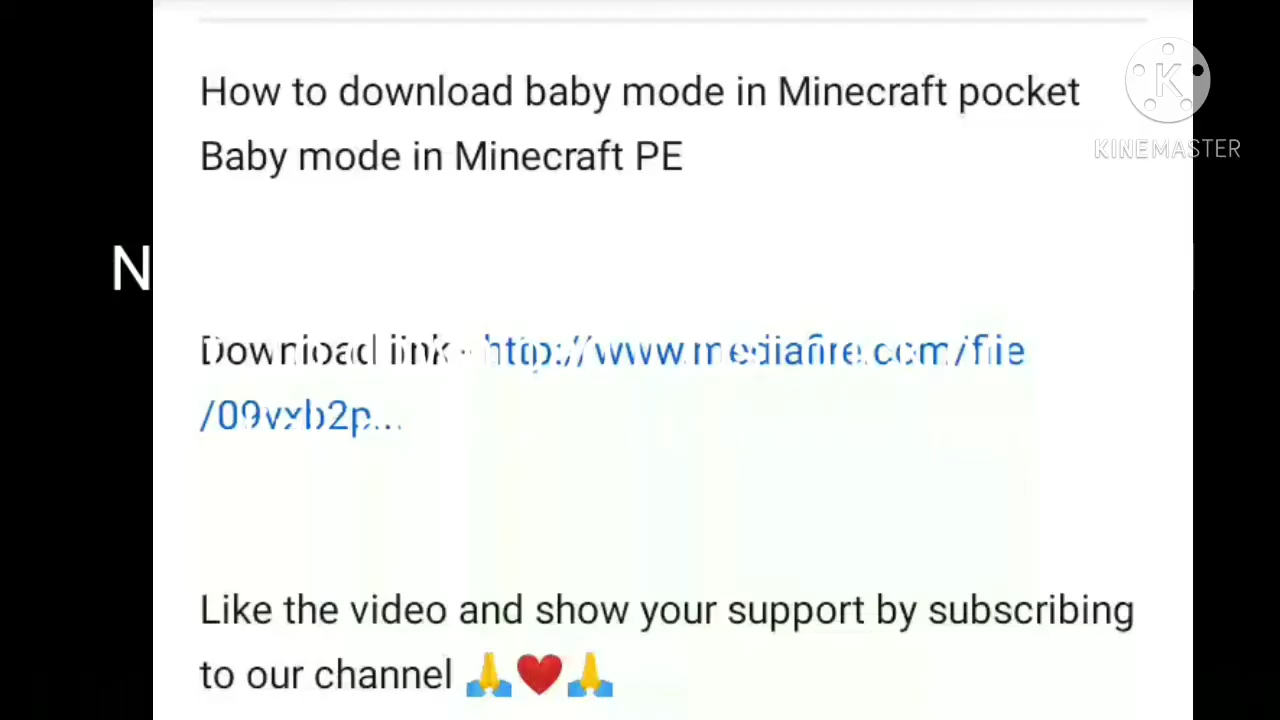 How to download baby mode in Minecraft pocket
KINEMASTER
Baby mode in Minecraft PE
N
Download link - http://www.mediafire.com/file
/09vxb2p...
Like the video and show your support by subscribing
to our channel 🙏❤️🙏